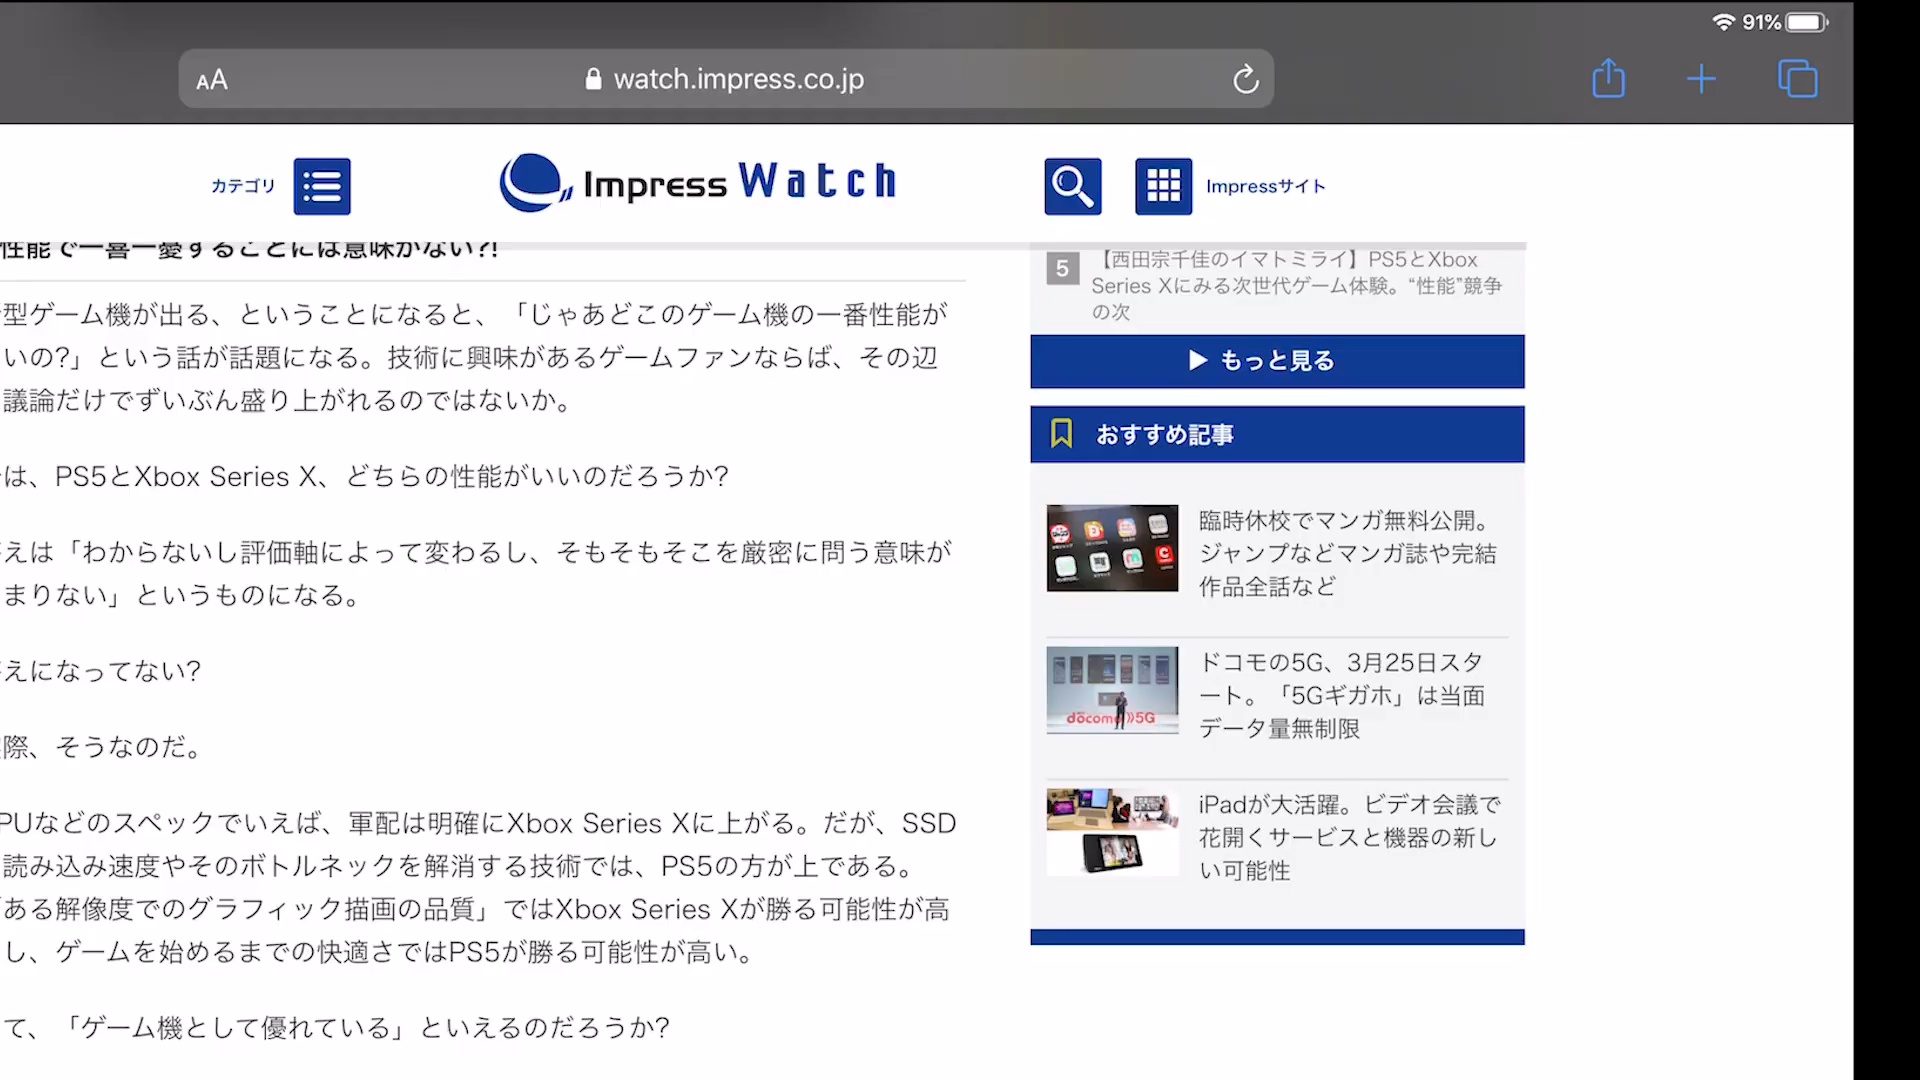 91%
AA
watch.impress.co.jp
カテゴリ
Impress Watch
Impressサイト
性能で一喜一憂することには意味がない?!
型ゲーム機が出る、ということになると、「じゃあどこのゲーム機の一番性能が
いの?」という話が話題になる。技術に興味があるゲームファンならば、その辺
議論だけでずいぶん盛り上がれるのではないか。
は、PS5とXbox Series X、どちらの性能がいいのだろうか?
えは「わからないし評価軸によって変わるし、そもそもそこを厳密に問う意味が
まりない」というものになる。
えになってない?
際、そうなのだ。
PUなどのスペックでいえば、軍配は明確にXbox Series Xに上がる。だが、SSD
読み込み速度やそのボトルネックを解消する技術では、PS5の方が上である。
ある解像度でのグラフィック描画の品質」ではXbox Series Xが勝る可能性が高
し、ゲームを始めるまでの快適さではPS5が勝る可能性が高い。
て、「ゲーム機として優れている」といえるのだろうか?
5
【西田宗千佳のイマトミライ】PS5とXbox
Series Xにみる次世代ゲーム体験。“性能”競争
の次
▶ もっと見る
おすすめ記事
臨時休校でマンガ無料公開。
ジャンプなどマンガ誌や完結
作品全話など
docomo 5G
ドコモの5G、3月25日スタ
ート。「5Gギガホ」は当面
データ量無制限
iPadが大活躍。ビデオ会議で
花開くサービスと機器の新し
い可能性